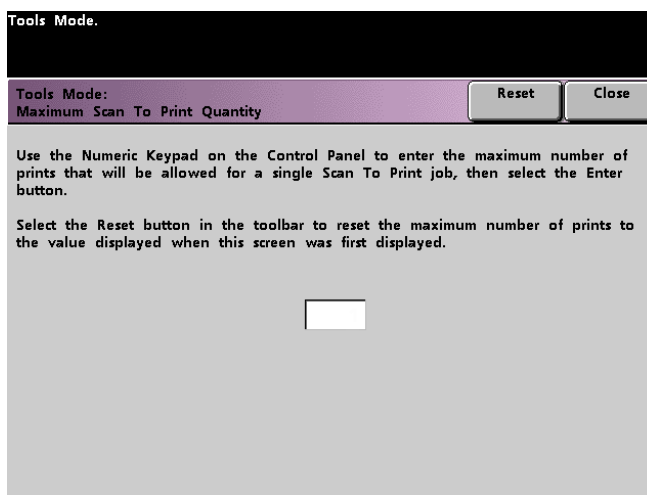 Tools Mode.
Tools Mode:
Maximum Scan To Print Quantity
Reset
Close
Use the Numeric Keypad on the Control Panel to enter the maximum number of
prints that will be allowed for a single Scan To Print job, then select the Enter
button.
Select the Reset button in the toolbar to reset the maximum number of prints to
the value displayed when this screen was first displayed.